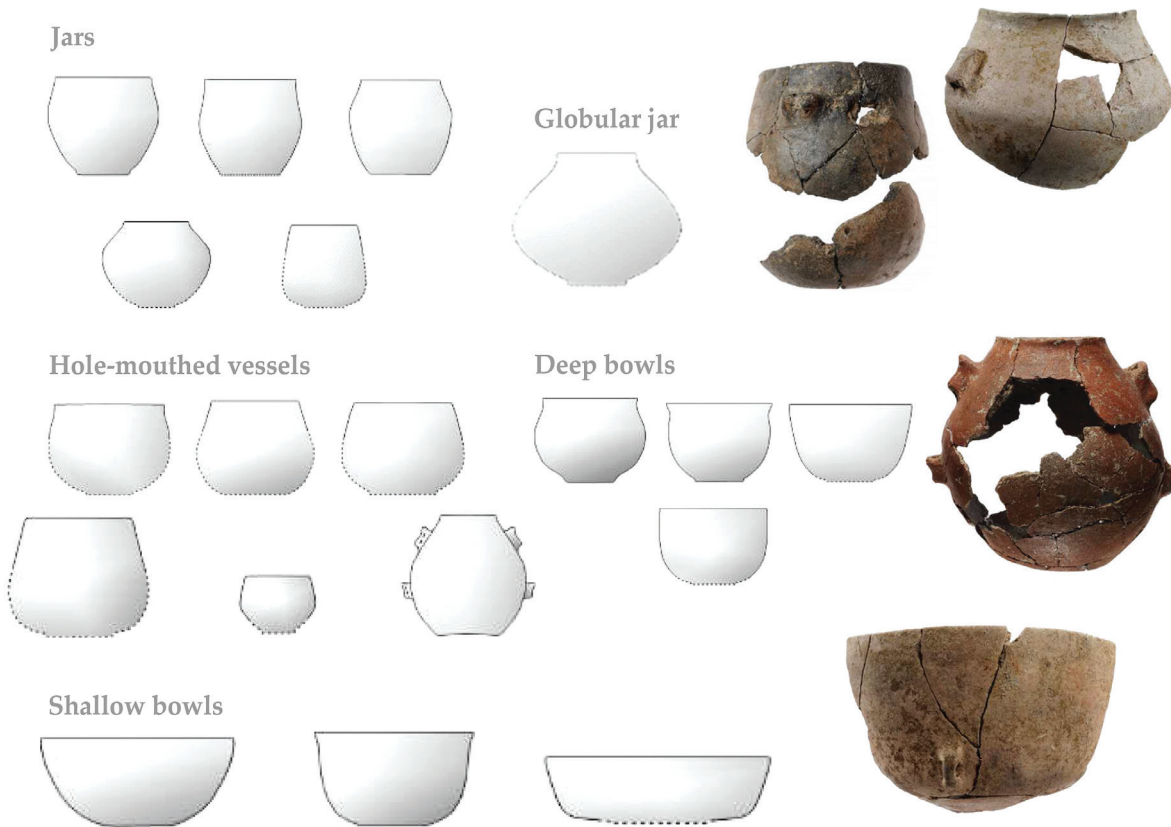 Jars
Globular jar
Hole-mouthed vessels
Deep bowls
Shallow bowls